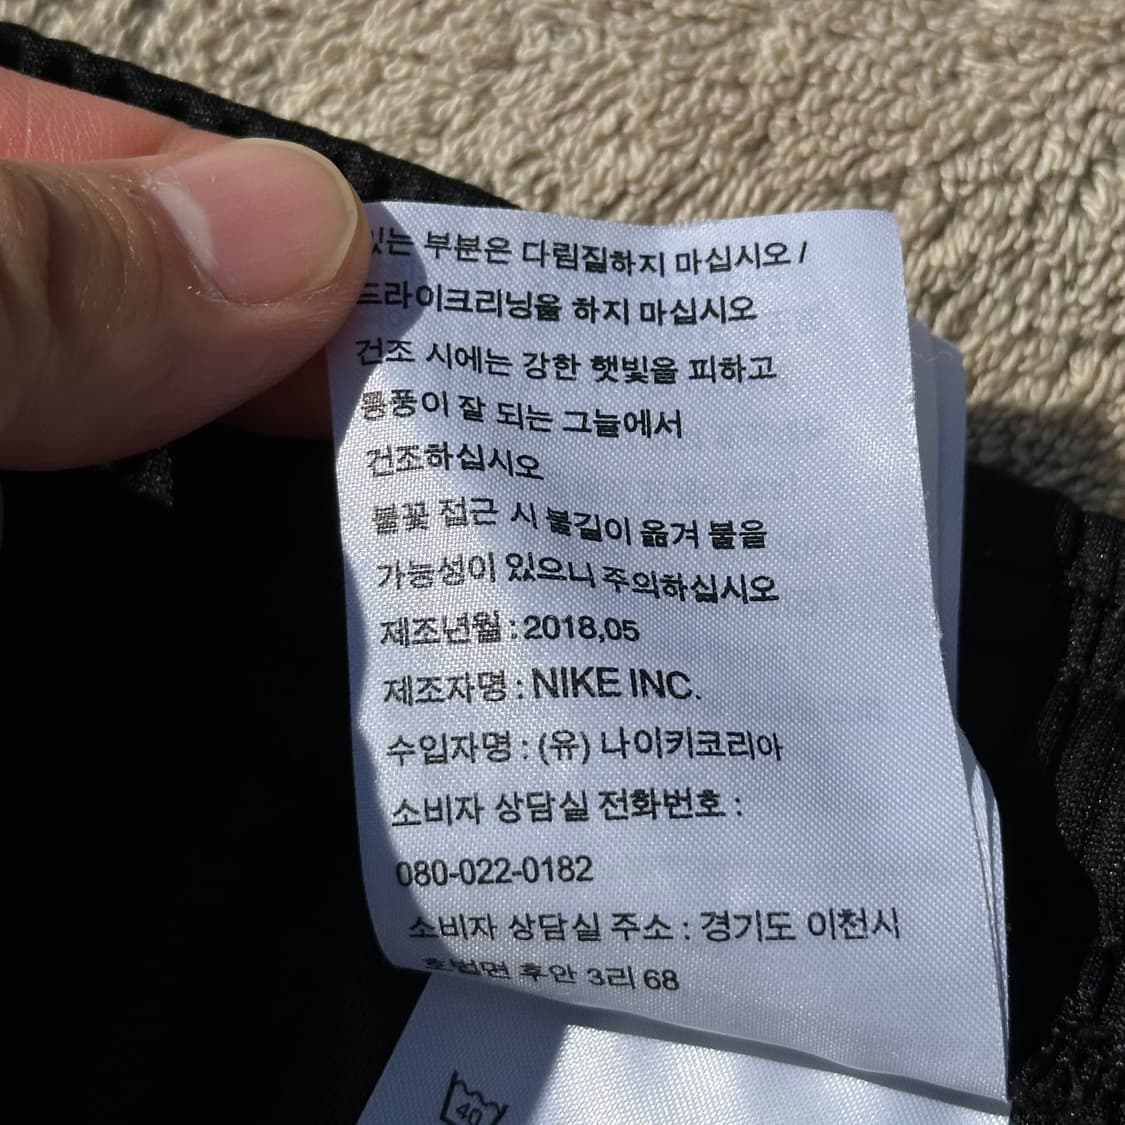 있는 부분은 다림질하지 마십시오 /
드라이크리닝을 하지 마십시오
건조 시에는 강한 햇빛을 피하고
통풍이 잘 되는 그늘에서
건조하십시오
불꽃 접근 시 불길이 옮겨 붙을
가능성이 있으니 주의하십시오
제조년월 : 2018,05
제조자명 : NIKE INC.
수입자명 : (유) 나이키코리아
소비자 상담실 전화번호 :
080-022-0182
소비자 상담실 주소 : 경기도 이천시
호법면 후안 3리 68
40